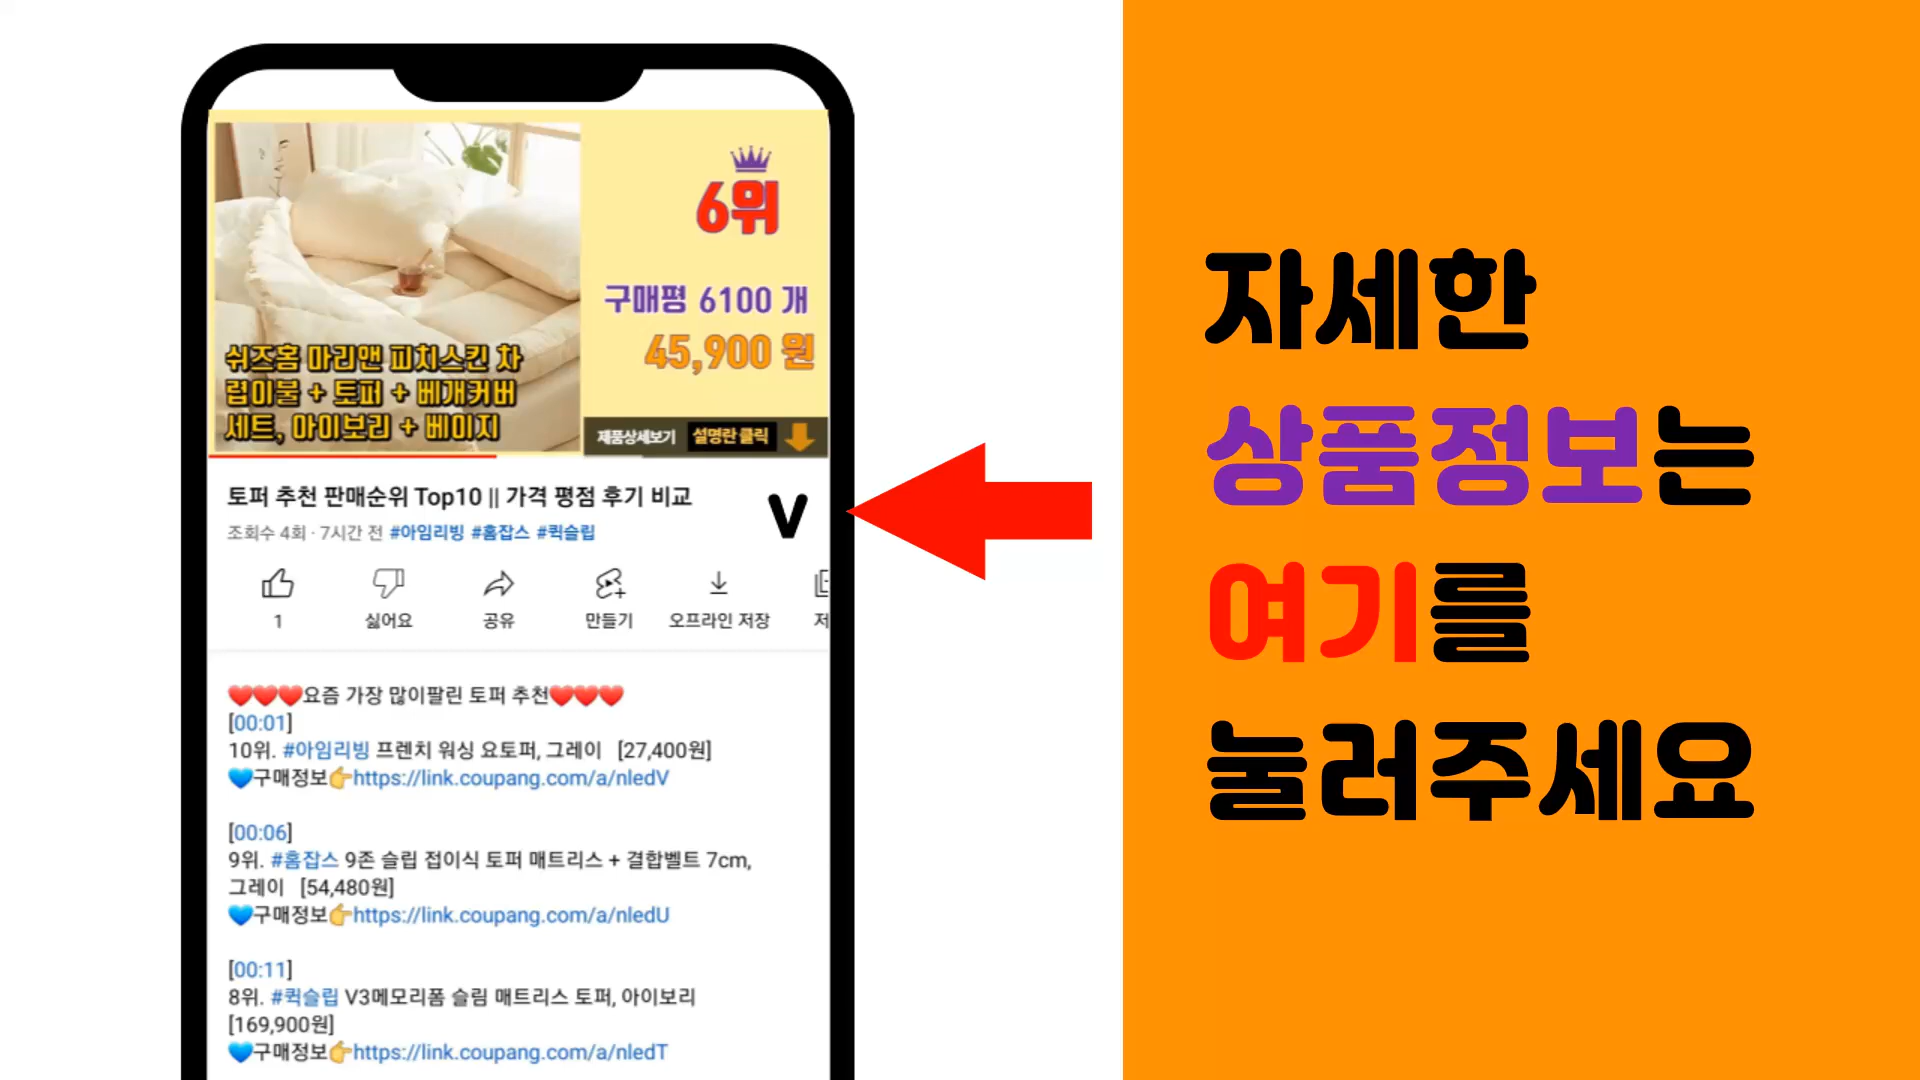 6위
구매평 6100 개
45,900 원
쉬즈홈 마리앤 피치스킨 차
렵이불 + 토퍼 + 베개커버
세트, 아이보리 + 베이지
제품상세보기 설명란 클릭
토퍼 추천 판매순위 Top10 || 가격 평점 후기 비교
V
조회수 4회 · 7시간 전 #아임리빙 #홈잡스 #퀵슬립
1 싫어요 공유 만들기 오프라인 저장 저
❤️❤️❤️요즘 가장 많이팔린 토퍼 추천❤️❤️❤️
[00:01]
10위. #아임리빙 프렌치 워싱 요토퍼, 그레이 [27,400원]
💙구매정보👉https://link.coupang.com/a/nledV
[00:06]
9위. #홈잡스 9존 슬립 접이식 토퍼 매트리스 + 결합벨트 7cm,
그레이 [54,480원]
💙구매정보👉https://link.coupang.com/a/nledU
[00:11]
8위. #퀵슬립 V3메모리폼 슬림 매트리스 토퍼, 아이보리
[169,900원]
💙구매정보👉https://link.coupang.com/a/nledT
자세한
상품정보는
여기를
눌러주세요